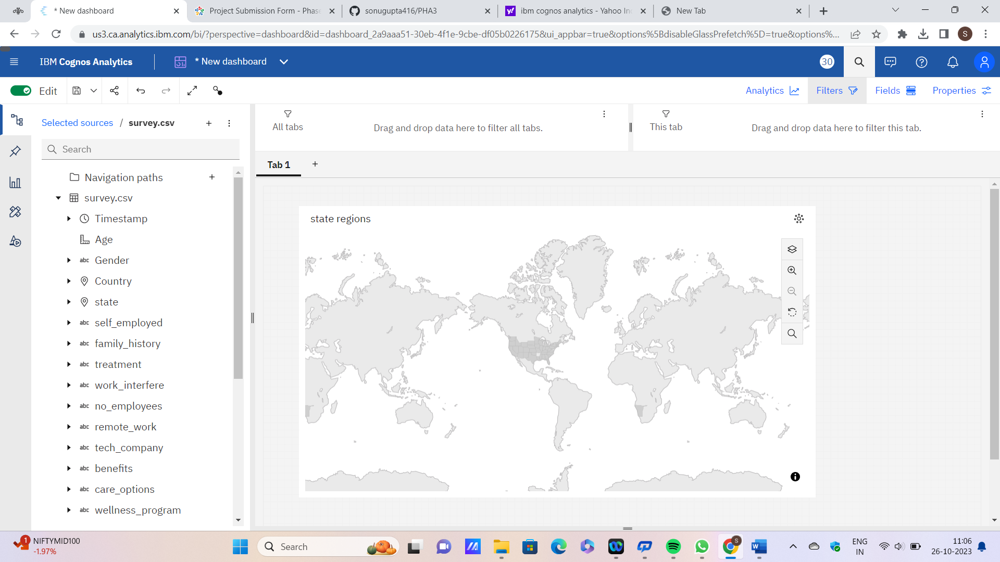 * New dashboard
Project Submission Form - Phase
sonugupta416/PHA3
ibm cognos analytics - Yahoo In
New Tab
us3.ca.analytics.ibm.com/bi/?perspective=dashboard&id=dashboard_2a9aaa51-30eb-4f1e-9cbe-df05b0226175&ui_appbar=true&options%5BdisableGlassPrefetch%5D=true&options%...
S
IBM Cognos Analytics
* New dashboard
30
Edit
Analytics
Filters
Fields
Properties
Selected sources / survey.csv
All tabs
Drag and drop data here to filter all tabs.
This tab
Drag and drop data here to filter this tab.
Search
Tab 1
Navigation paths
survey.csv
Timestamp
Age
abc Gender
Country
state
abc self_employed
abc family_history
abc treatment
abc work_interfere
abc no_employees
abc remote_work
abc tech_company
abc benefits
abc care_options
abc wellness_program
state regions
1
NIFTYMID100
-1.97%
Search
S
W
ENG
IN
11:06
26-10-2023